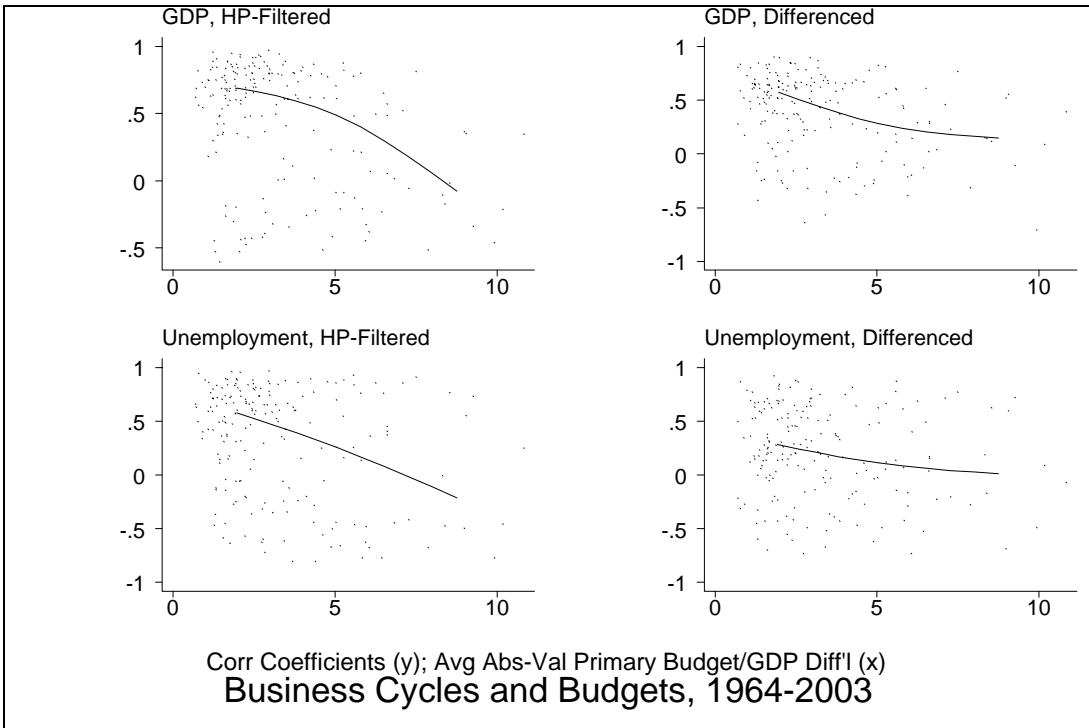 GDP, HP-Filtered
1
.5
0
-.5
0 5 10
GDP, Differenced
1
.5
0
-.5
-1
0 5 10
Unemployment, HP-Filtered
1
.5
0
-.5
-1
0 5 10
Unemployment, Differenced
1
.5
0
-.5
-1
0 5 10
Corr Coefficients (y); Avg Abs-Val Primary Budget/GDP Diff'l (x)
Business Cycles and Budgets, 1964-2003